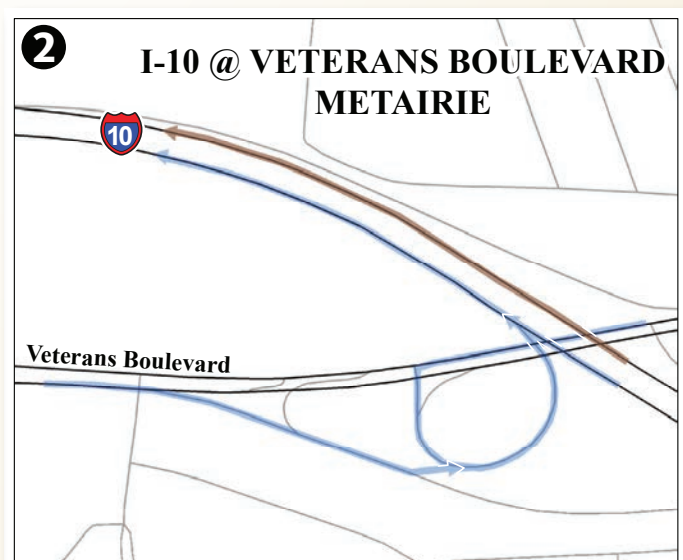 2
I-10 @ VETERANS BOULEVARD
METAIRIE
10
Veterans Boulevard